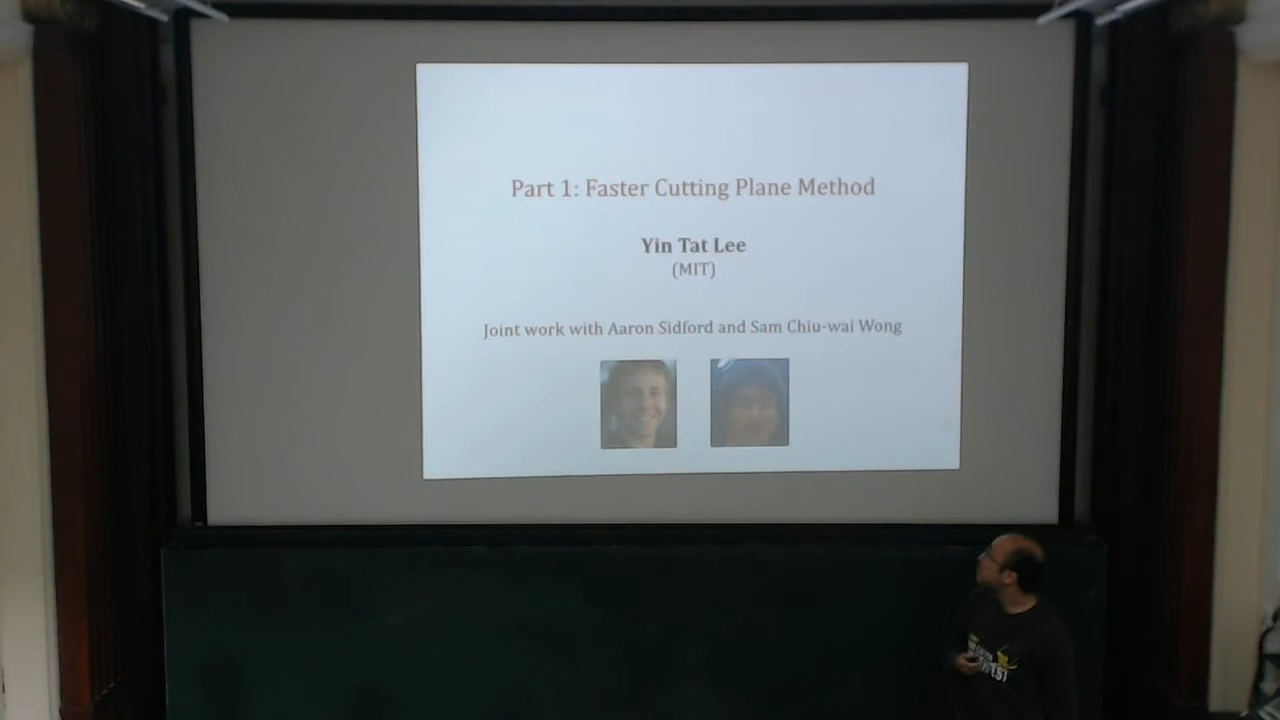 Part 1: Faster Cutting Plane Method
Yin Tat Lee
(MIT)
Joint work with Aaron Sidford and Sam Chiu-wai Wong